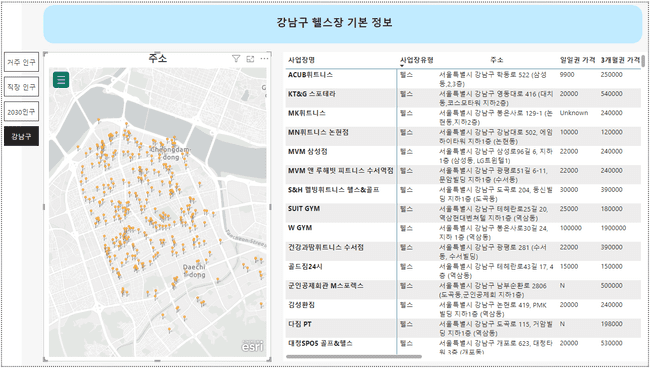 강남구 헬스장 기본 정보
거주 인구
직장 인구
2030인구
강남구
주소
Cheongdam-
dong
Daechi
-dong
esri
사업장명 사업장유형 주소 일일권 가격 3개월권 가격
ACUB휘트니스 헬스 서울특별시 강남구 학동로 522 (삼성 9900 250000
동,2,3층)
KT&G 스포테라 헬스 서울특별시 강남구 영동대로 416 (대치 20000 540000
동,코스모타워 지하2층)
MK휘트니스 헬스 서울특별시 강남구 봉은사로 129-1 (논 Unknown 240000
현동,지하2층)
MN휘트니스 논현점 헬스 서울특별시 강남구 강남대로 502, 에임 10000 120000
하이타워 지하1층 (논현동)
MVM 삼성점 헬스 서울특별시 강남구 삼성로96길 6, 지하 22000 240000
1층 (삼성동, LG트윈텔1)
MVM 맨 루헤빗 피트니스 수서역점 헬스 서울특별시 강남구 광평로51길 6-11, 22000 240000
지하1층 (수서동)
S&H 웰빙휘트니스 헬스&골프 헬스 서울특별시 강남구 도곡로 204, 동신빌 30000 390000
딩 지하1층 (도곡동)
SUIT GYM 헬스 서울특별시 강남구 테헤란로25길 20, 25000 180000
역삼현대벤쳐텔 지하1층 (역삼동)
W GYM 헬스 서울특별시 강남구 봉은사로30길 24, 100000 1900000
지하 1층 (역삼동)
건강과팜휘트니스 수서점 헬스 서울특별시 강남구 광평로 281 (수서 22000 390000
동, 수서빌딩)
골드짐24시 헬스 서울특별시 강남구 테헤란로43길 17, 4 15000 150000
층 (역삼동)
군인공제회관 M스포렉스 헬스 서울특별시 강남구 남부순환로 2806 N 500000
(도곡동,군인공제회 지하1층)
김성환짐 헬스 서울특별시 강남구 논현로 419, PMK 20000 240000
빌딩 지하1층 (역삼동)
다짐 PT 헬스 서울특별시 강남구 도곡로 115, 거암빌 N 198000
딩 지하1층 (역삼동)
대청SPO5 골프&헬스 헬스 서울특별시 강남구 개포로 623, 대청타 20000 530000
워 3층 (개포동)